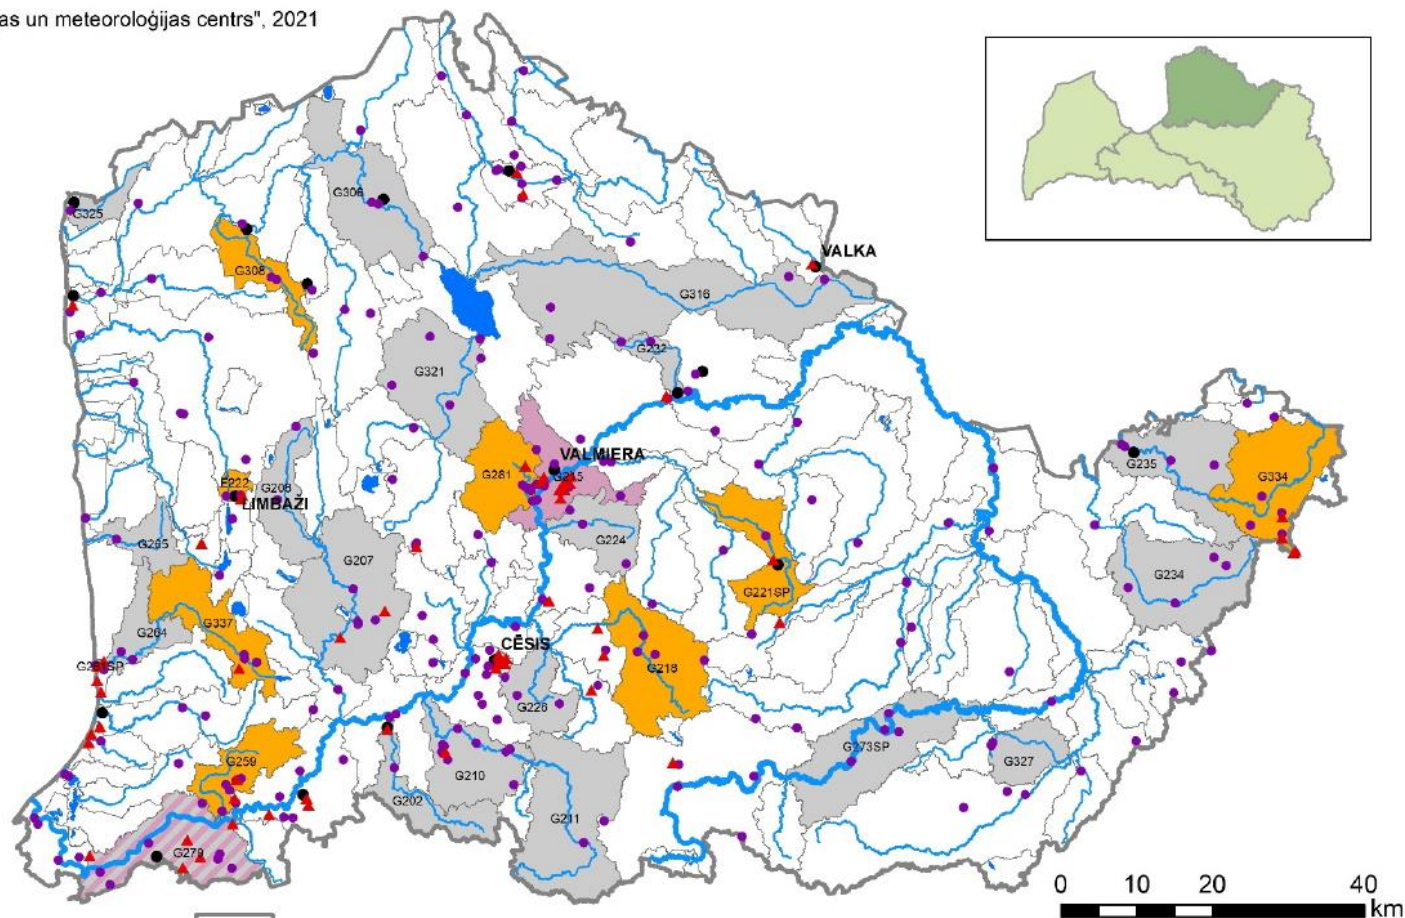 as un meteoroloģijas centrs", 2021
G306
G325
VALKA
G308
G316
G232
G321
VALMIERA
G235
G281
G215
G334
E222
LIMBAŽI
G208
G265
G224
G207
G234
G221SP
G337
G264
CĒSIS
G261SP
G218
G226
G273SP
G327
G259
G210
G202
G211
G279
0 10 20 40
km